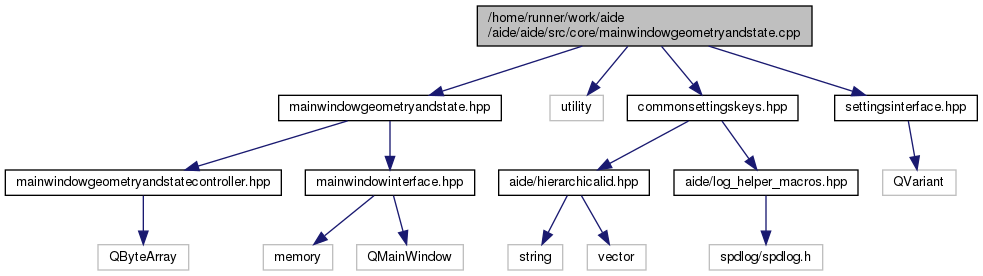 /home/runner/work/aide
/aide/aide/src/core/mainwindowgeometryandstate.cpp
mainwindowgeometryandstate.hpp
utility
commonsettingskeys.hpp
settingsinterface.hpp
mainwindowgeometryandstatecontroller.hpp
mainwindowinterface.hpp
aide/hierarchicalid.hpp
aide/log_helper_macros.hpp
QVariant
QByteArray
memory
QMainWindow
string
vector
spdlog/spdlog.h